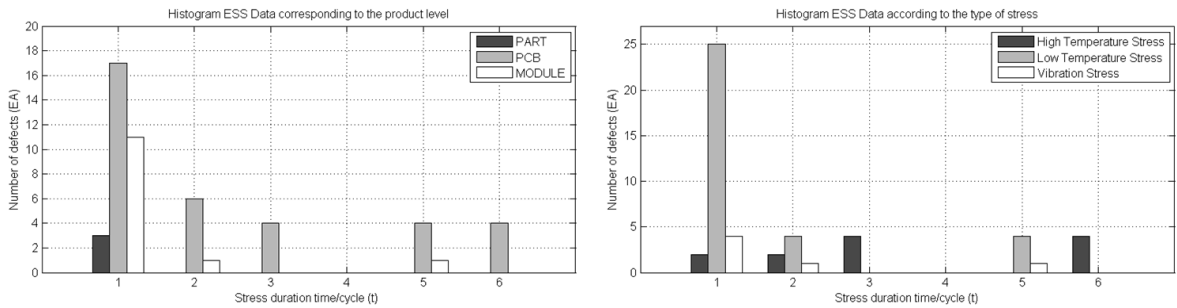 Histogram ESS Data corresponding to the product level
20
18
16
14
12
10
8
6
4
2
0
Number of defects (EA)
PART
PCB
MODULE
1 2 3 4 5 6
Stress duration time/cycle (t)
Histogram ESS Data according to the type of stress
25
20
15
10
5
0
Number of defects (EA)
High Temperature Stress
Low Temperature Stress
Vibration Stress
1 2 3 4 5 6
Stress duration time/cycle (t)